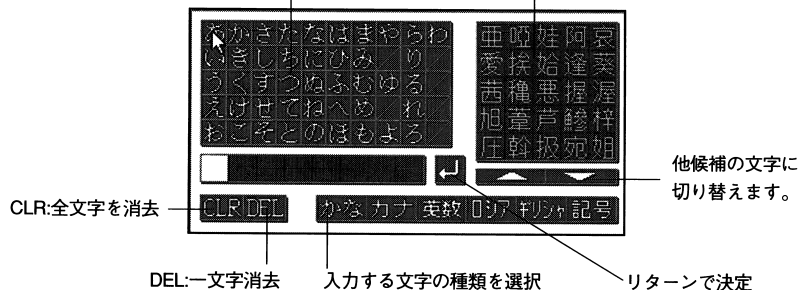 あかさたなはまやらわ
いきしちにひみ り
うくすつぬふむゆる
えけせてねへめ れ
おこそとのほもよろ
亜唖娃阿哀
愛挨姶逢葵
茜穐悪握渥
旭葦芦鯵梓
圧斡扱宛姐
他候補の文字に
切り替えます。
CLR:全文字を消去
CLR DEL
かな カナ 英数 ロシア ギリシャ 記号
DEL:一文字消去
入力する文字の種類を選択
リターンで決定